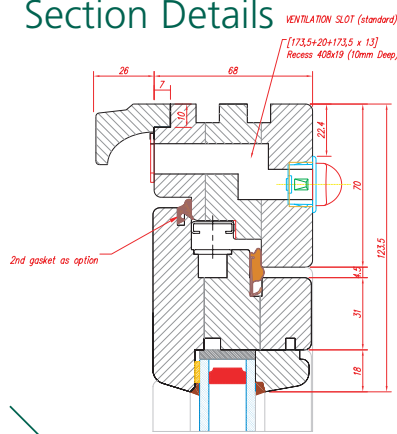 Section Details
VENTILATION SLOT (standard)
[173,5+20+173,5 x 13]
Recess 408x19 (10mm Deep)
26
68
7
10
22.4
70
123.5
2nd gasket as option
4.5
31
18